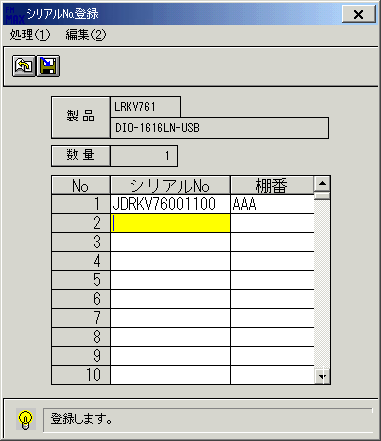 シリアルNo.登録
処理(1) 編集(2)
製品 LRKY761
DIO-1616LN-USB
数量 1
No シリアルNo 棚番
1 JDRKV76001100 AAA
2
3
4
5
6
7
8
9
10
登録します。